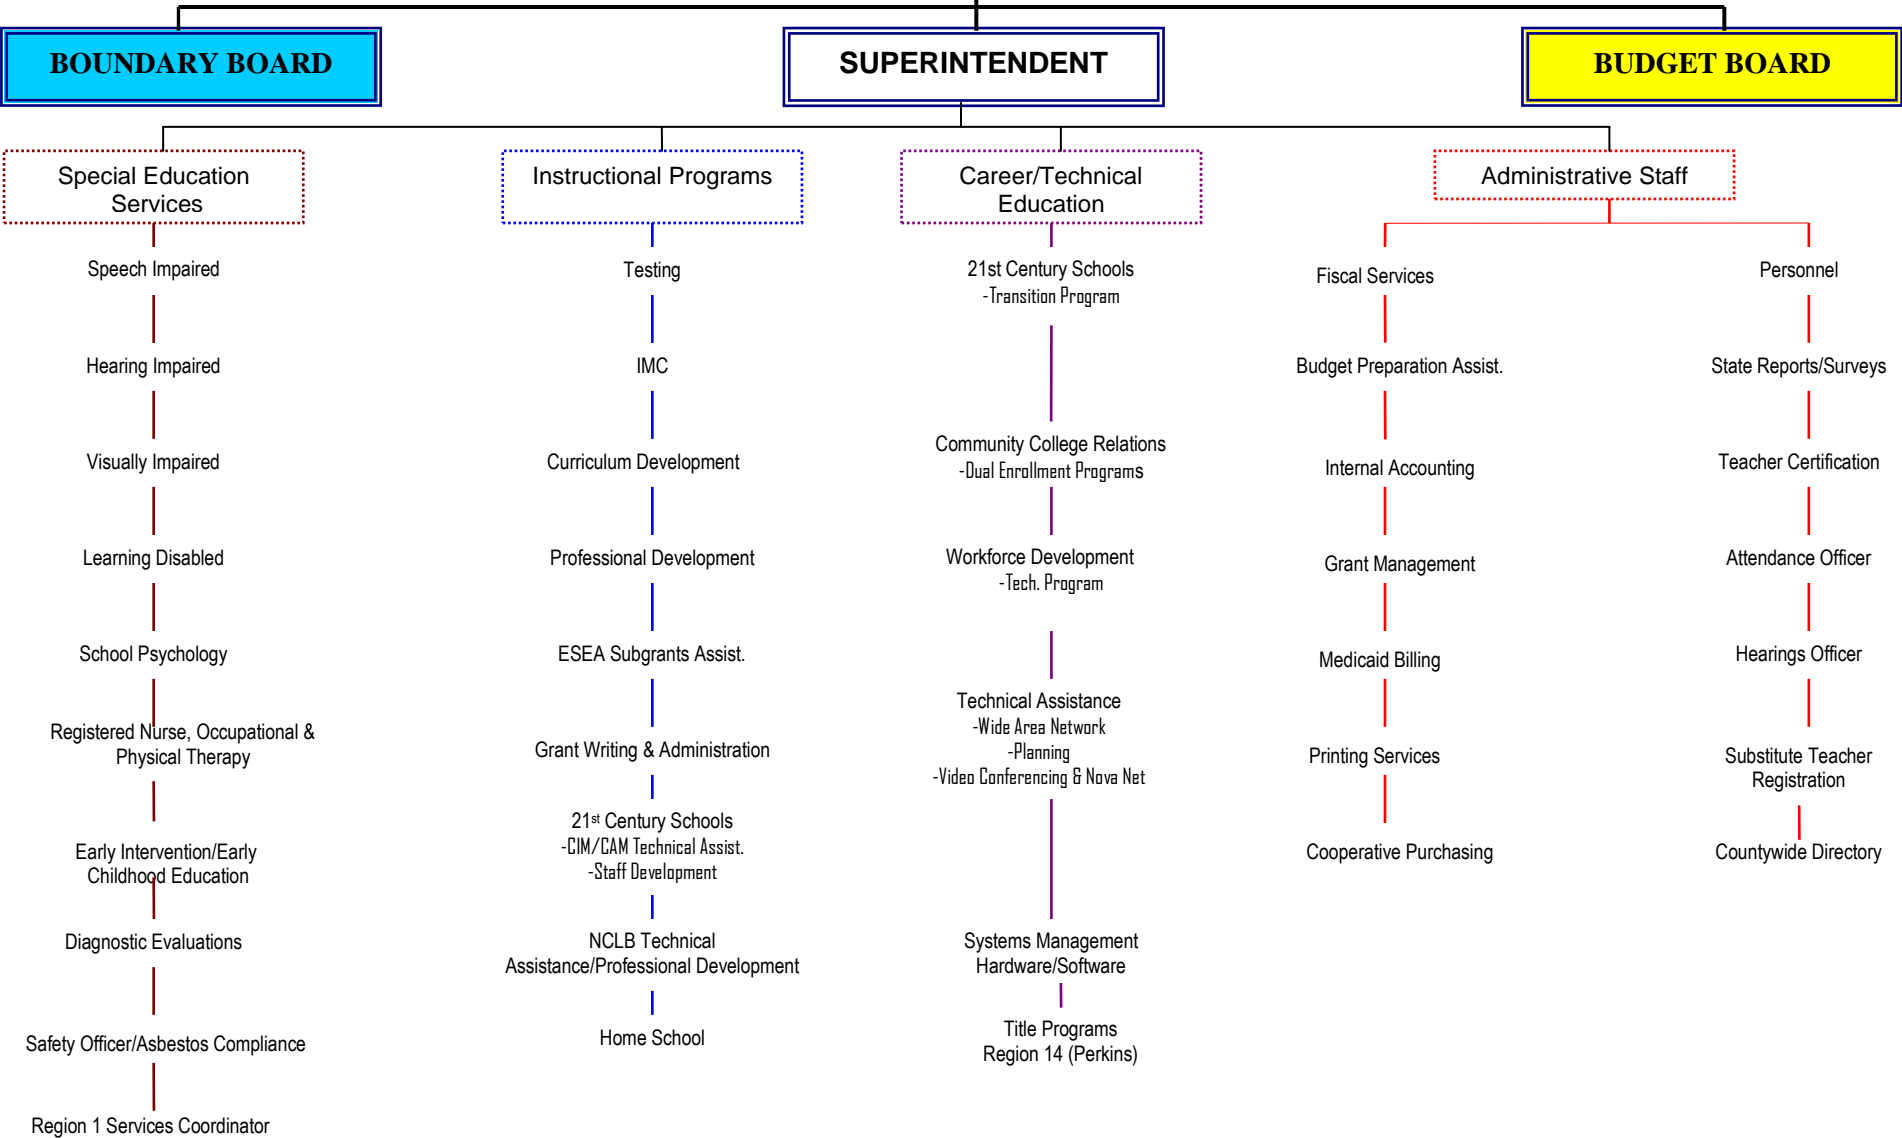 BOUNDARY BOARD
SUPERINTENDENT
BUDGET BOARD
Special Education
Services
Speech Impaired
Hearing Impaired
Visually Impaired
Learning Disabled
School Psychology
Registered Nurse, Occupational &
Physical Therapy
Early Intervention/Early
Childhood Education
Diagnostic Evaluations
Safety Officer/Asbestos Compliance
Region 1 Services Coordinator
Instructional Programs
Testing
IMC
Curriculum Development
Professional Development
ESEA Subgrants Assist.
Grant Writing & Administration
21st Century Schools
-CIM/CAM Technical Assist.
-Staff Development
NCLB Technical
Assistance/Professional Development
Home School
Career/Technical
Education
21st Century Schools
-Transition Program
Community College Relations
-Dual Enrollment Programs
Workforce Development
-Tech. Program
Technical Assistance
-Wide Area Network
-Planning
-Video Conferencing & Nova Net
Systems Management
Hardware/Software
Title Programs
Region 14 (Perkins)
Administrative Staff
Fiscal Services
Budget Preparation Assist.
Internal Accounting
Grant Management
Medicaid Billing
Printing Services
Cooperative Purchasing
Personnel
State Reports/Surveys
Teacher Certification
Attendance Officer
Hearings Officer
Substitute Teacher
Registration
Countywide Directory